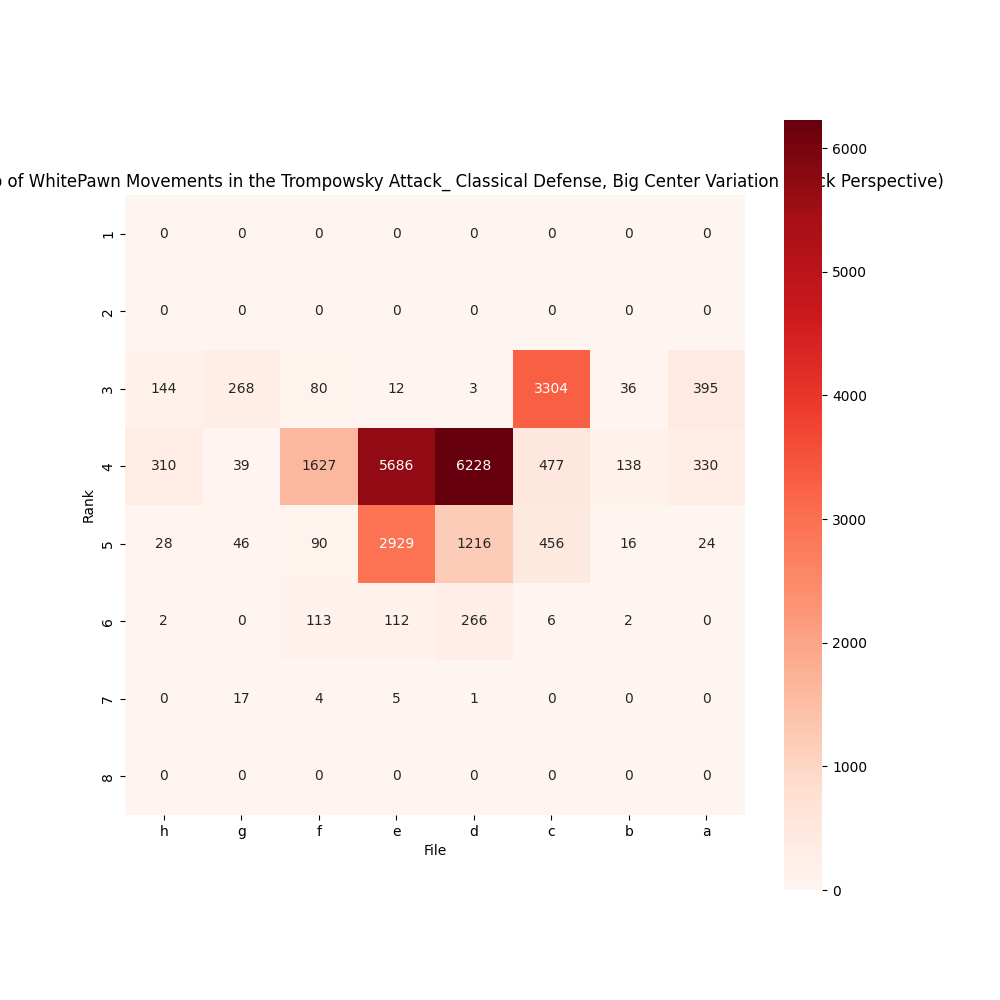 of WhitePawn Movements in the Trompowsky Attack_ Classical Defense, Big Center Variation ck Perspective)
1 0 0 0 0 0 0 0 0
2 0 0 0 0 0 0 0 0
3 144 268 80 12 3 3304 36 395
4 310 39 1627 5686 6228 477 138 330
5 28 46 90 2929 1216 456 16 24
6 2 0 113 112 266 6 2 0
7 0 17 4 5 1 0 0 0
8 0 0 0 0 0 0 0 0
h g f e d c b a
File
Rank
6000
5000
4000
3000
2000
1000
0